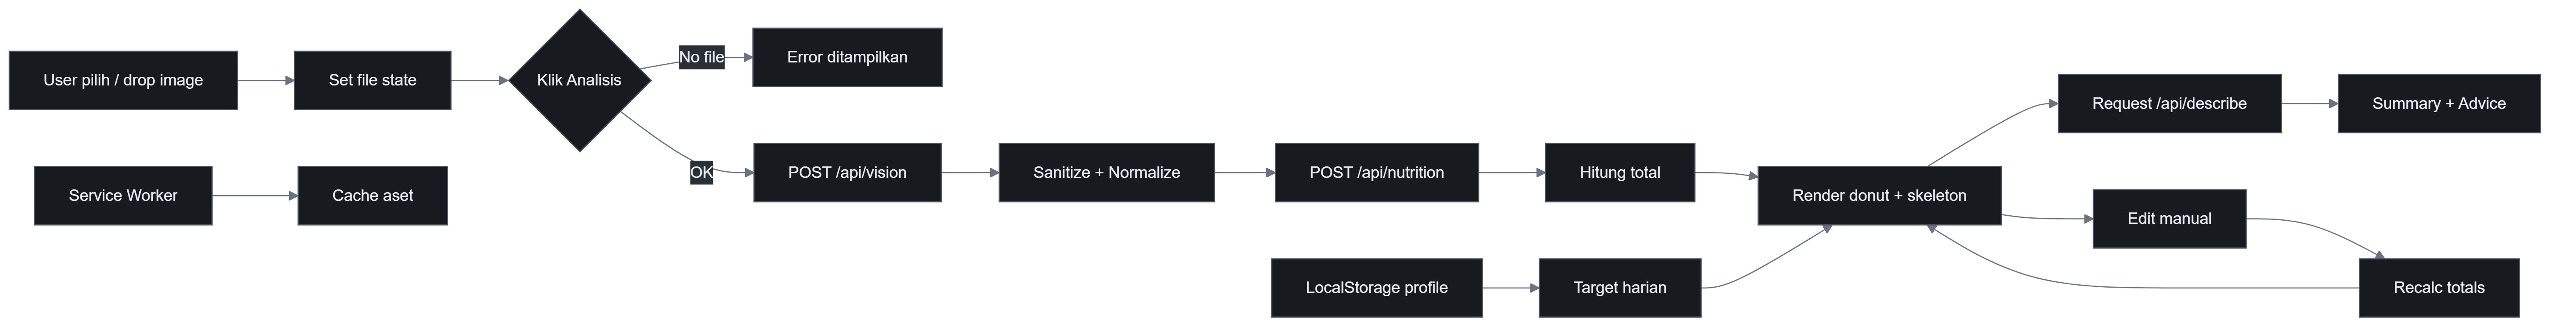 User pilih / drop image
Set file state
Klik Analisis
No file
Error ditampilkan
OK
POST /api/vision
Sanitize + Normalize
POST /api/nutrition
Hitung total
Render donut + skeleton
Request /api/describe
Summary + Advice
Edit manual
Recalc totals
LocalStorage profile
Target harian
Service Worker
Cache aset